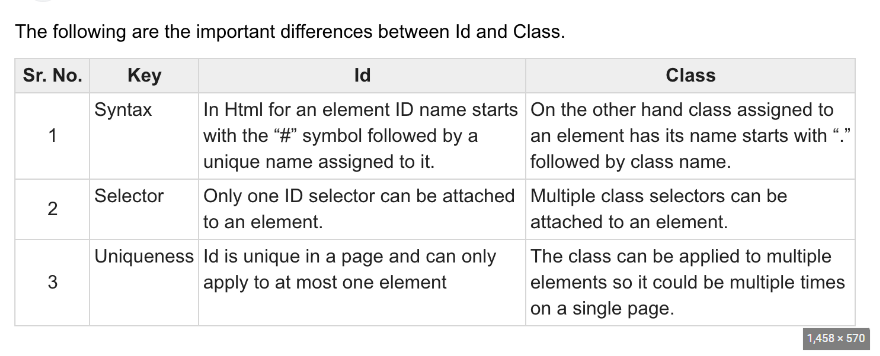 The following are the important differences between Id and Class.
Sr. No. Key Id Class
1 Syntax In Html for an element ID name starts with the “#” symbol followed by a unique name assigned to it. On the other hand class assigned to an element has its name starts with “.” followed by class name.
2 Selector Only one ID selector can be attached to an element. Multiple class selectors can be attached to an element.
3 Uniqueness Id is unique in a page and can only apply to at most one element The class can be applied to multiple elements so it could be multiple times on a single page.
1,458 × 570